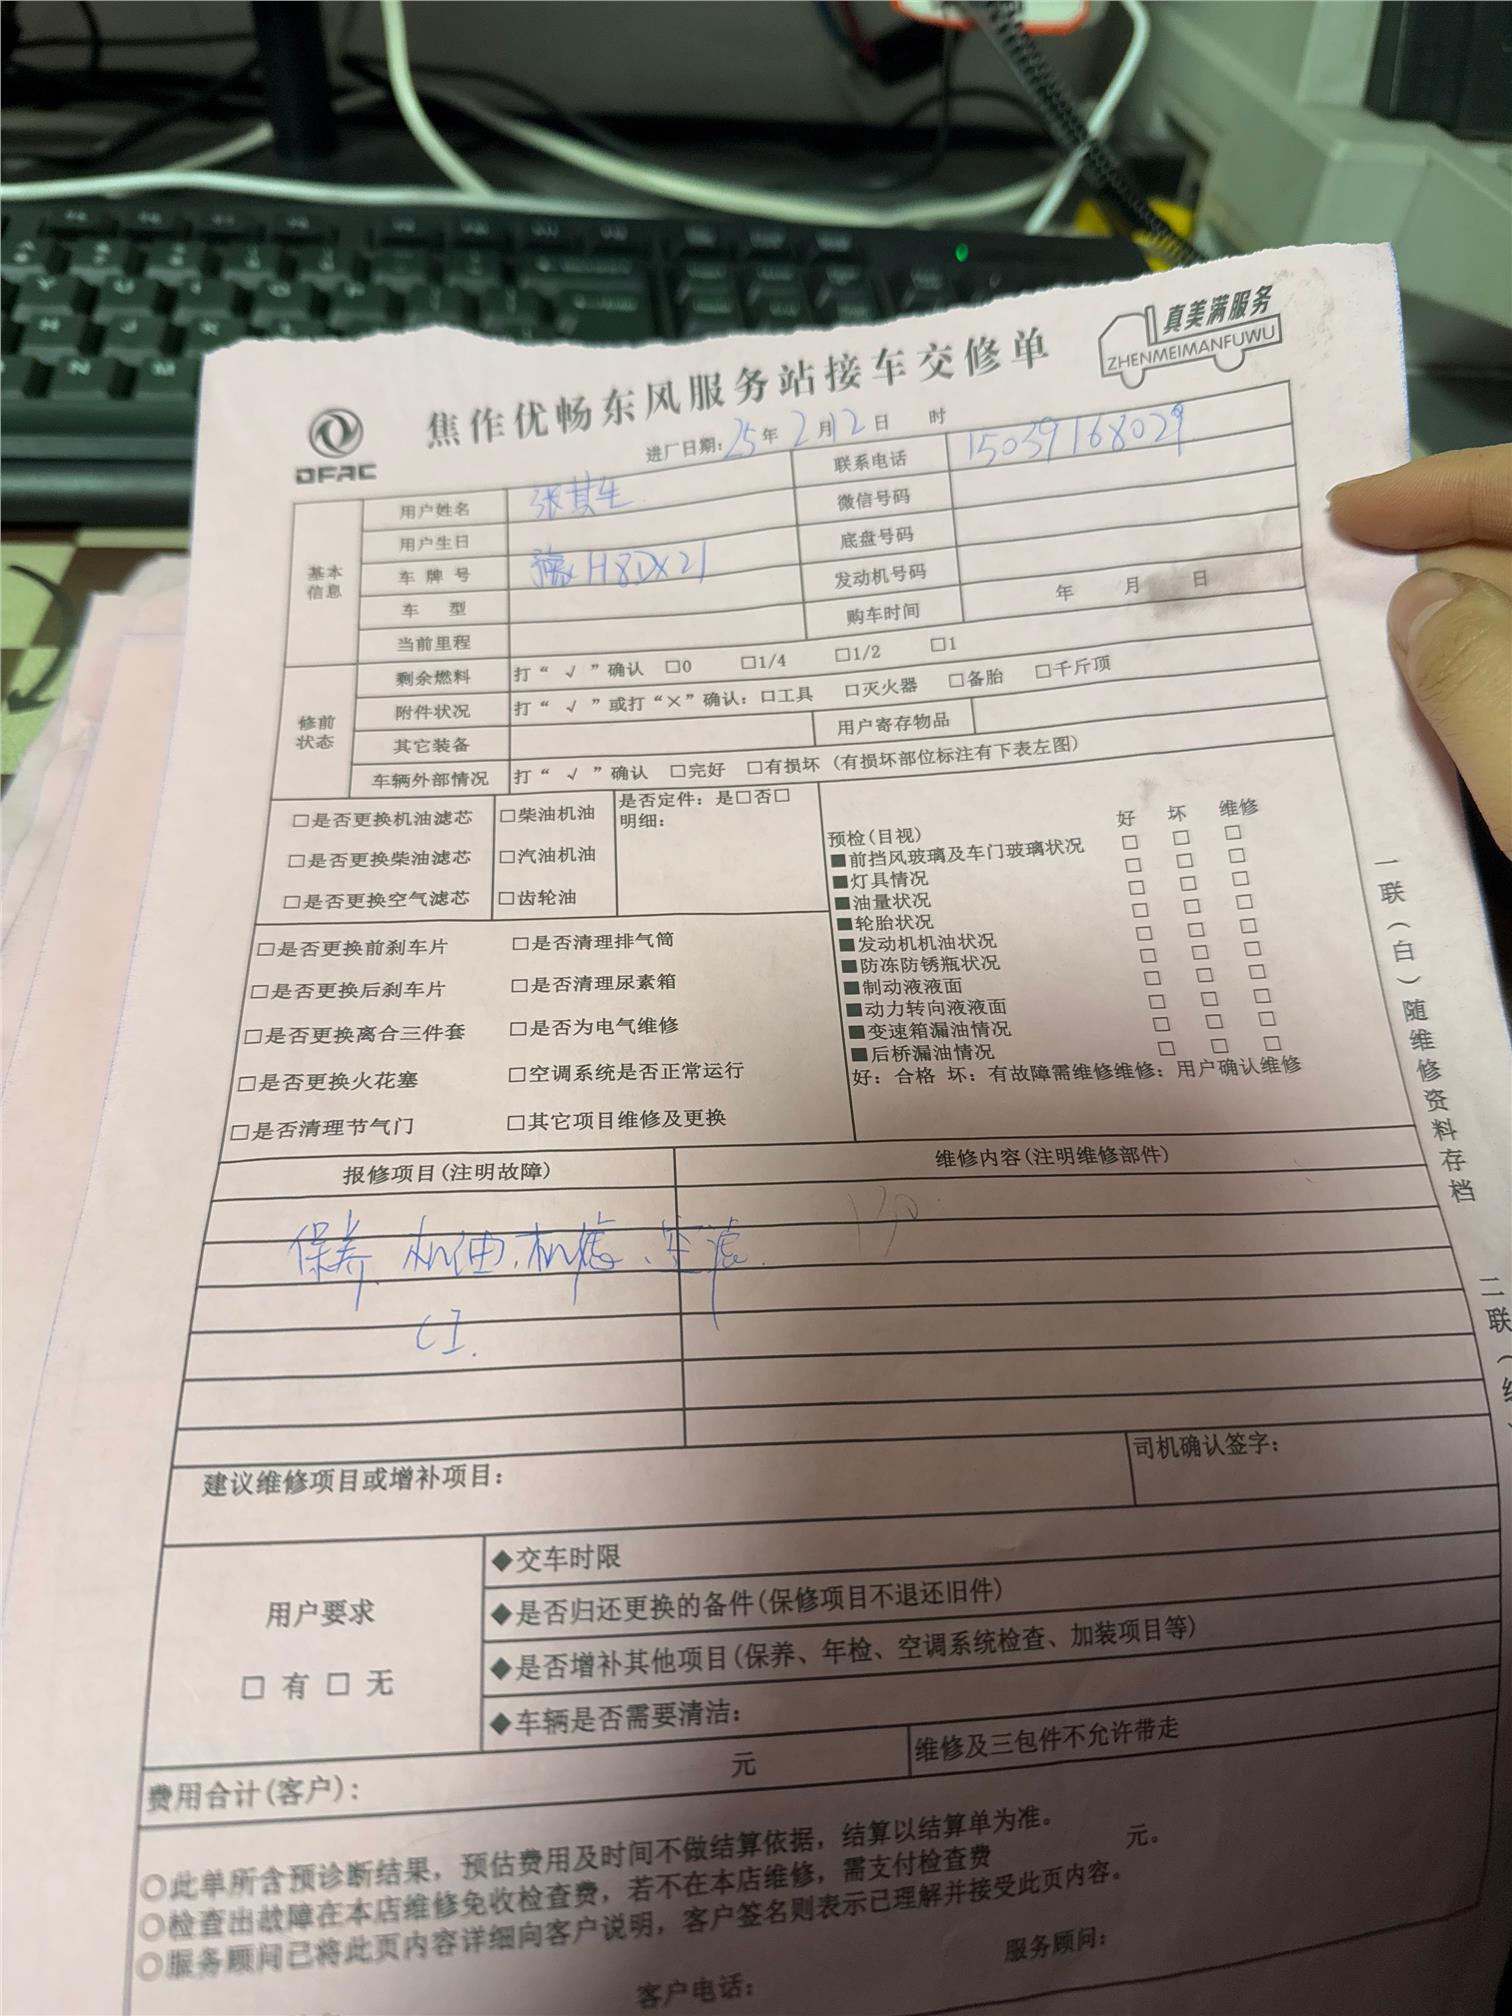 真美满服务
ZHENMEIMANFUWU
DFAC
焦作优畅东风服务站接车交修单
进厂日期：25年2月12日 时
基本信息
用户姓名 张其生 联系电话 15039168029
用户生日 微信号码
车牌号 豫H8DX21 底盘号码
车 型 发动机号码
当前里程 购车时间 年 月 日
修前状态
剩余燃料 打“√”确认 □0 □1/4 □1/2 □1
附件状况 打“√”或打“×”确认：□工具 □灭火器 □备胎 □千斤顶
其它装备 用户寄存物品
车辆外部情况 打“√”确认 □完好 □有损坏（有损坏部位标注有下表左图）
□是否更换机油滤芯 □柴油机油 是否定件：是□否□
明细：
□是否更换柴油滤芯 □汽油机油
□是否更换空气滤芯 □齿轮油
□是否更换前刹车片 □是否清理排气筒
□是否更换后刹车片 □是否清理尿素箱
□是否更换离合三件套 □是否为电气维修
□是否更换火花塞 □空调系统是否正常运行
□是否清理节气门 □其它项目维修及更换
预检(目视) 好 坏 维修
■前挡风玻璃及车门玻璃状况 □ □ □
■灯具情况 □ □ □
■油量状况 □ □ □
■轮胎状况 □ □ □
■发动机机油状况 □ □ □
■防冻防锈瓶状况 □ □ □
■制动液液面 □ □ □
■动力转向液液面 □ □ □
■变速箱漏油情况 □ □ □
■后桥漏油情况 □ □ □
好：合格 坏：有故障需维修维修：用户确认维修
报修项目(注明故障) 维修内容(注明维修部件)
保养、机油、机滤、空滤.
130
建议维修项目或增补项目： 司机确认签字：
用户要求
□ 有 □ 无
◆交车时限
◆是否归还更换的备件(保修项目不退还旧件)
◆是否增补其他项目(保养、年检、空调系统检查、加装项目等)
◆车辆是否需要清洁：
费用合计(客户)： 元 维修及三包件不允许带走
○此单所含预诊断结果，预估费用及时间不做结算依据，结算以结算单为准。
○检查出故障在本店维修免收检查费，若不在本店维修，需支付检查费 元。
○服务顾问已将此页内容详细向客户说明，客户签名则表示已理解并接受此页内容。
客户电话： 服务顾问：
一联(白)随维修资料存档
二联(